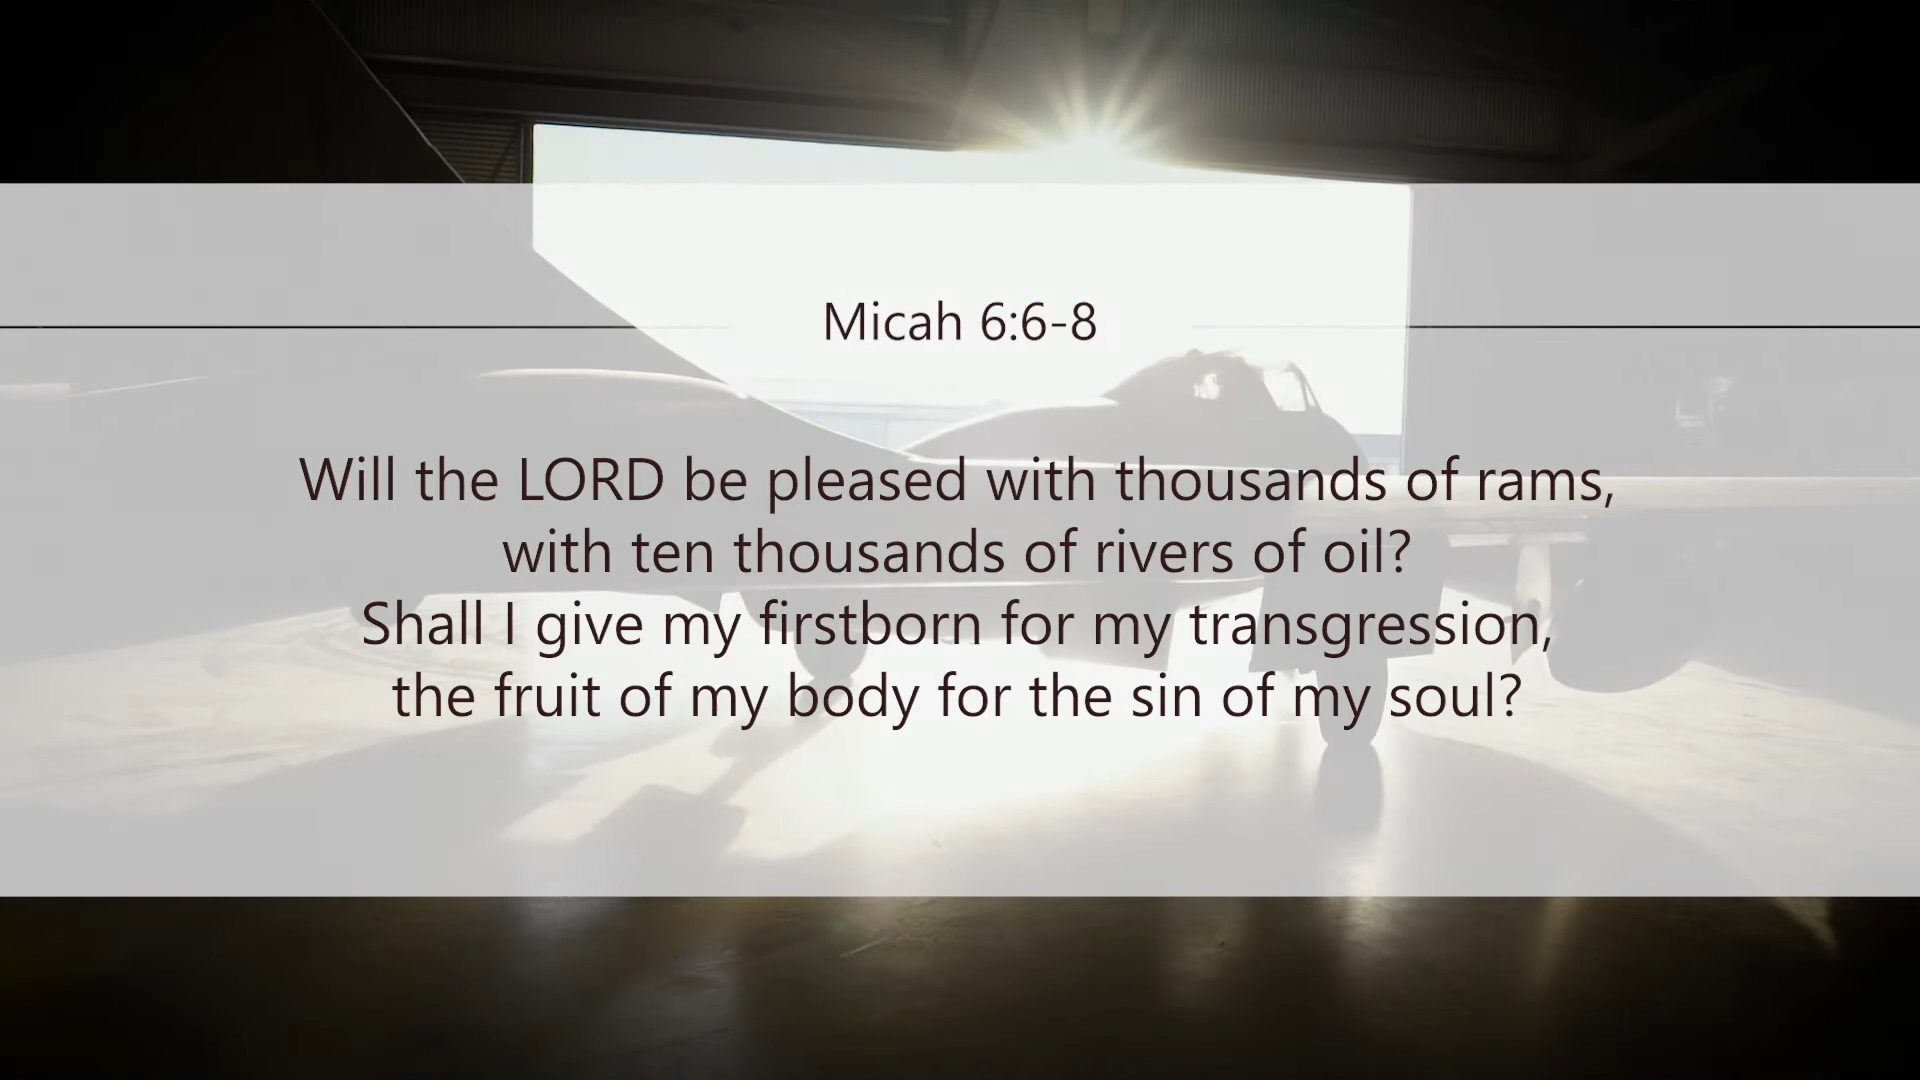 Micah 6:6-8
Will the LORD be pleased with thousands of rams,
with ten thousands of rivers of oil?
Shall I give my firstborn for my transgression,
the fruit of my body for the sin of my soul?